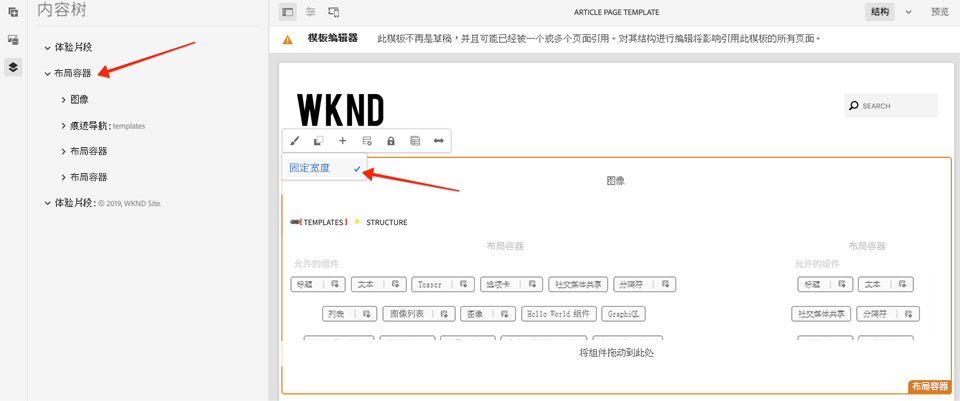 内容树
体验片段
布局容器
图像
痕迹导航: templates
布局容器
布局容器
体验片段: © 2019, WKND Site.
ARTICLE PAGE TEMPLATE
结构
预览
模板编辑器 此模板不再是草稿，并且可能已经被一个或多个页面引用。对其结构进行编辑将影响引用此模板的所有页面。
WKND
SEARCH
固定宽度
图像
TEMPLATES STRUCTURE
布局容器
允许的组件
标题 文本 Teaser 选项卡 社交媒体共享 分隔符
列表 图像列表 图像 Hello World 组件 GraphiQL
布局容器
允许的组件
标题 文本
社交媒体共享 分隔符
将组件拖动到此处
布局容器